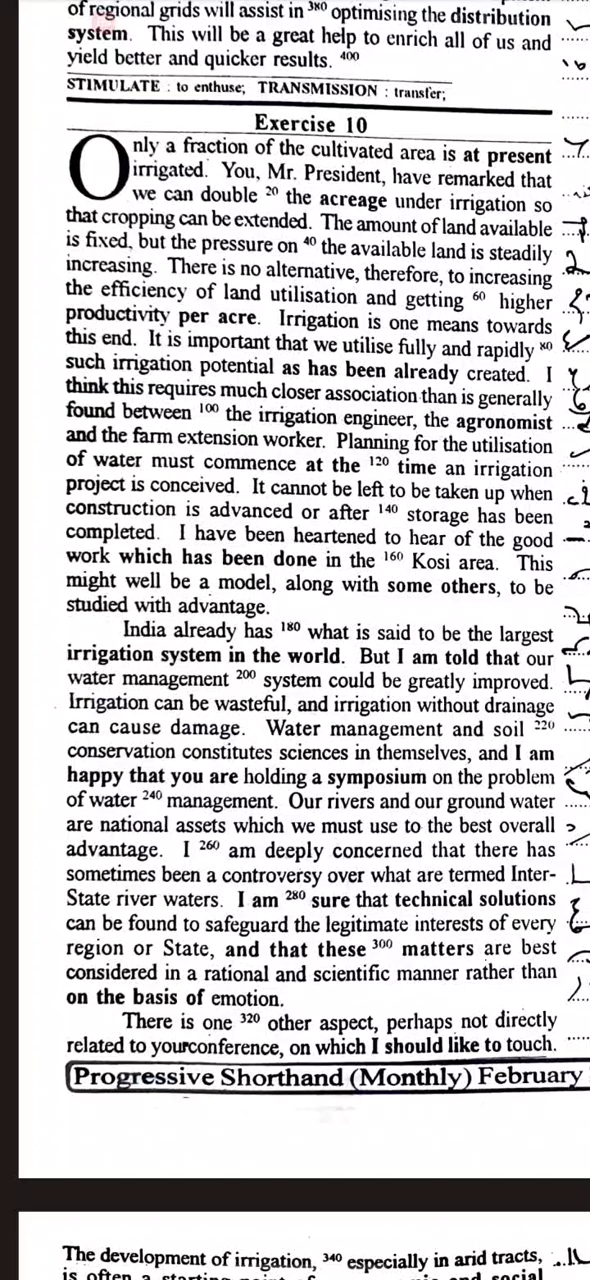 of regional grids will assist in 380 optimising the distribution
system. This will be a great help to enrich all of us and
yield better and quicker results. 400
STIMULATE : to enthuse; TRANSMISSION : transfer;
Exercise 10
Only a fraction of the cultivated area is at present
irrigated. You, Mr. President, have remarked that
we can double 20 the acreage under irrigation so
that cropping can be extended. The amount of land available
is fixed, but the pressure on 40 the available land is steadily
increasing. There is no alternative, therefore, to increasing
the efficiency of land utilisation and getting 60 higher
productivity per acre. Irrigation is one means towards
this end. It is important that we utilise fully and rapidly 80
such irrigation potential as has been already created. I
think this requires much closer association than is generally
found between 100 the irrigation engineer, the agronomist
and the farm extension worker. Planning for the utilisation
of water must commence at the 120 time an irrigation
project is conceived. It cannot be left to be taken up when
construction is advanced or after 140 storage has been
completed. I have been heartened to hear of the good
work which has been done in the 160 Kosi area. This
might well be a model, along with some others, to be
studied with advantage.
India already has 180 what is said to be the largest
irrigation system in the world. But I am told that our
water management 200 system could be greatly improved.
Irrigation can be wasteful, and irrigation without drainage
can cause damage. Water management and soil 220
conservation constitutes sciences in themselves, and I am
happy that you are holding a symposium on the problem
of water 240 management. Our rivers and our ground water
are national assets which we must use to the best overall
advantage. I 260 am deeply concerned that there has
sometimes been a controversy over what are termed Inter-
State river waters. I am 280 sure that technical solutions
can be found to safeguard the legitimate interests of every
region or State, and that these 300 matters are best
considered in a rational and scientific manner rather than
on the basis of emotion.
There is one 320 other aspect, perhaps not directly
related to yourconference, on which I should like to touch.
Progressive Shorthand (Monthly) February
The development of irrigation, 340 especially in arid tracts,
is often a starting point of